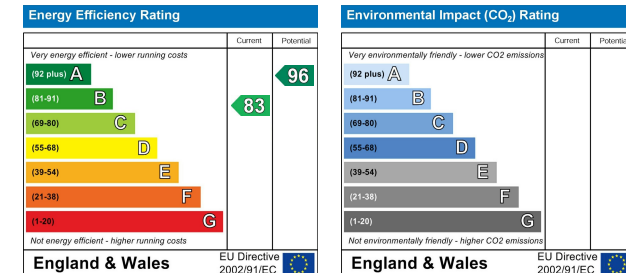 Energy Efficiency Rating
Current Potential
Very energy efficient - lower running costs
(92 plus) A
96
(81-91) B
83
(69-80) C
(55-68) D
(39-54) E
(21-38) F
(1-20) G
Not energy efficient - higher running costs
England & Wales
EU Directive
2002/91/EC
Environmental Impact (CO₂) Rating
Current Potential
Very environmentally friendly - lower CO2 emissions
(92 plus) A
(81-91) B
(69-80) C
(55-68) D
(39-54) E
(21-38) F
(1-20) G
Not environmentally friendly - higher CO2 emissions
England & Wales
EU Directive
2002/91/EC